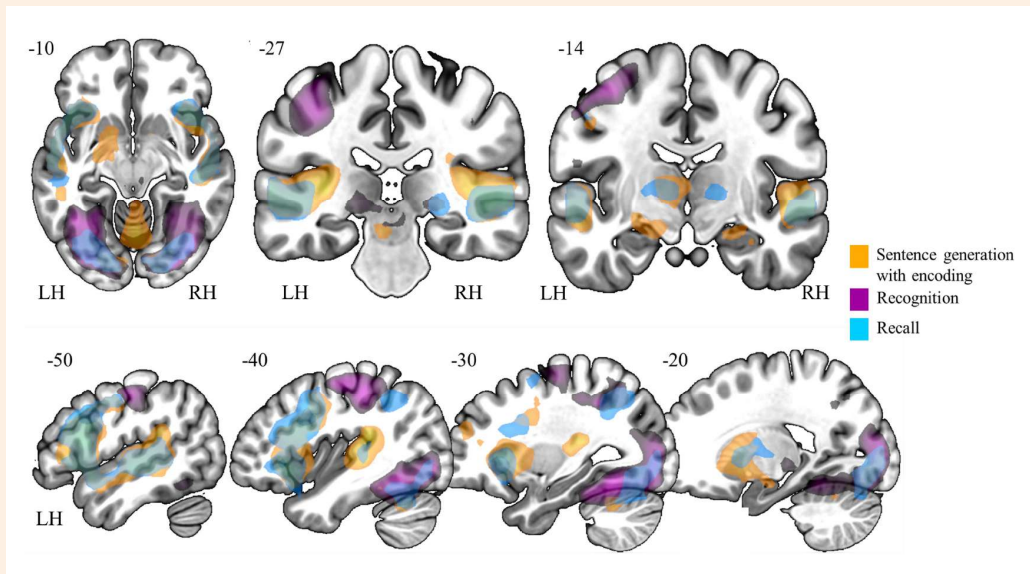 -10
-27
-14
LH
RH
LH
RH
LH
RH
Sentence generation
with encoding
Recognition
Recall
-50
-40
-30
-20
LH